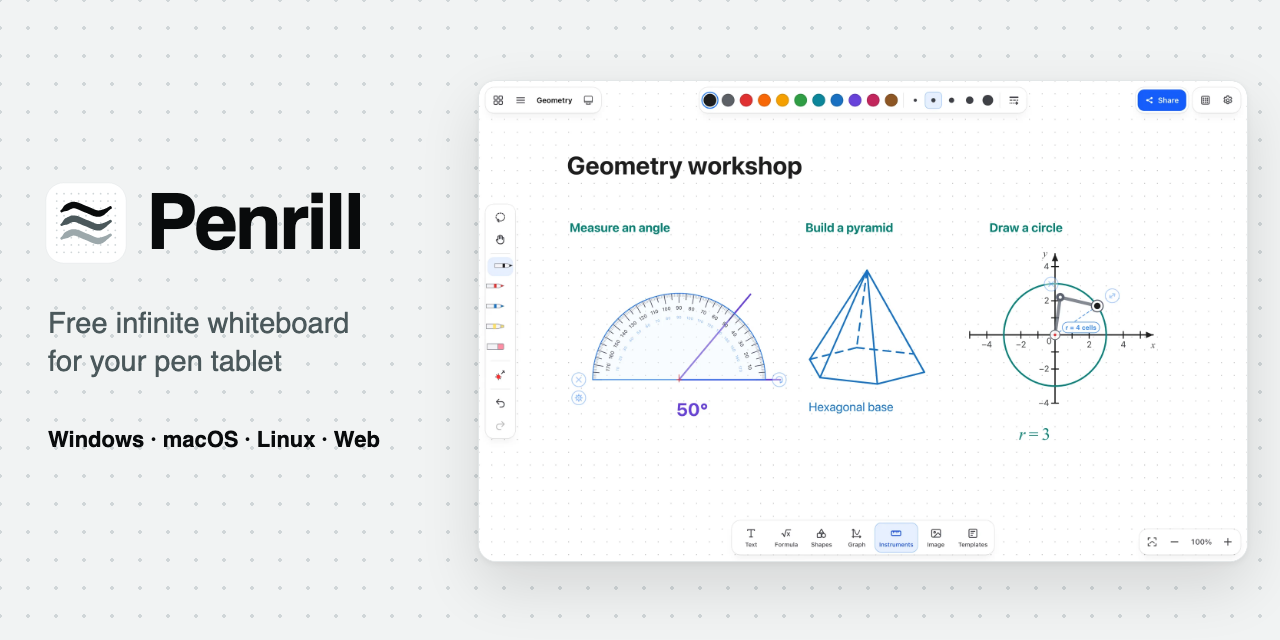 Penrill
Free infinite whiteboard
for your pen tablet
Windows · macOS · Linux · Web
Geometry
Share
Geometry workshop
Measure an angle
Build a pyramid
Draw a circle
50°
Hexagonal base
y
4
2
r = 4 cells
−4
−2
0
2
4
x
−2
−4
r = 3
Text
Formula
Shapes
Graph
Instruments
Image
Templates
100%